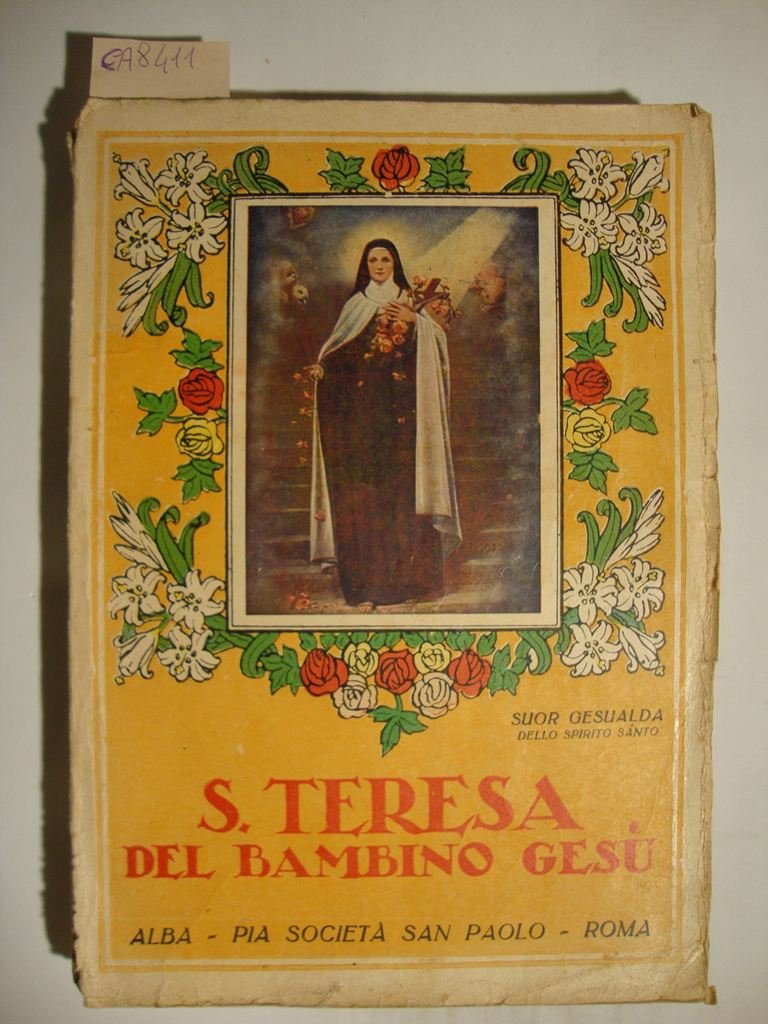 CA8411
SUOR GESUALDA
DELLO SPIRITO SANTO
S. TERESA
DEL BAMBINO GESÙ
ALBA - PIA SOCIETÀ SAN PAOLO - ROMA